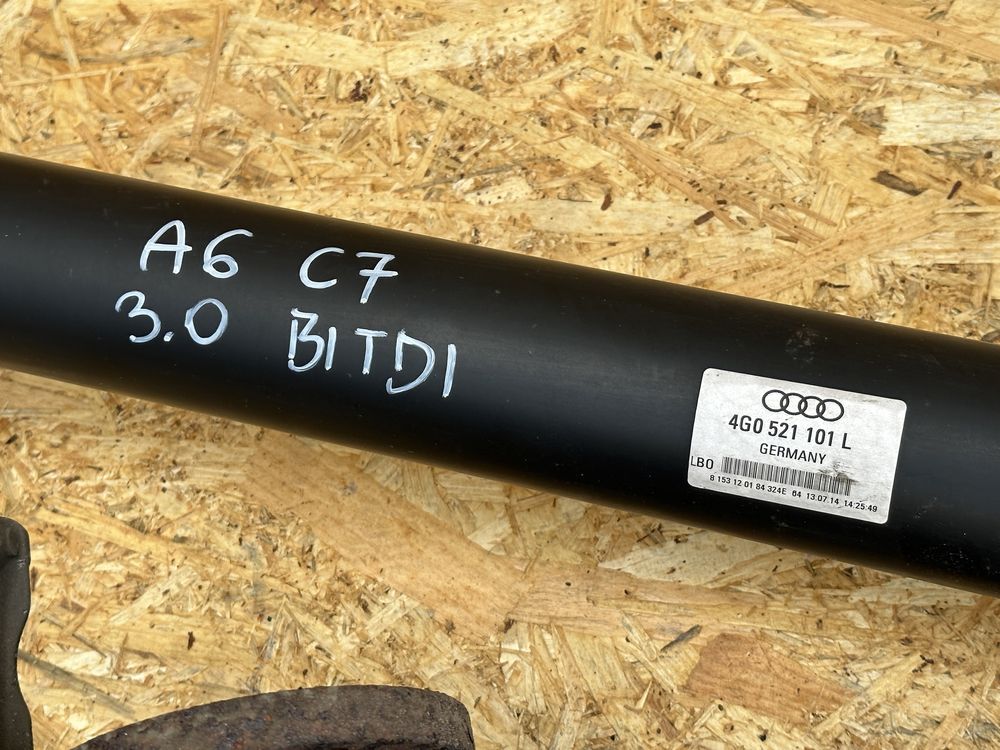 A6 C7
3.0 BITDI
4G0 521 101 L
GERMANY
LB0
8 153 12 01 84 324E 64 13.07.14 14:25:49